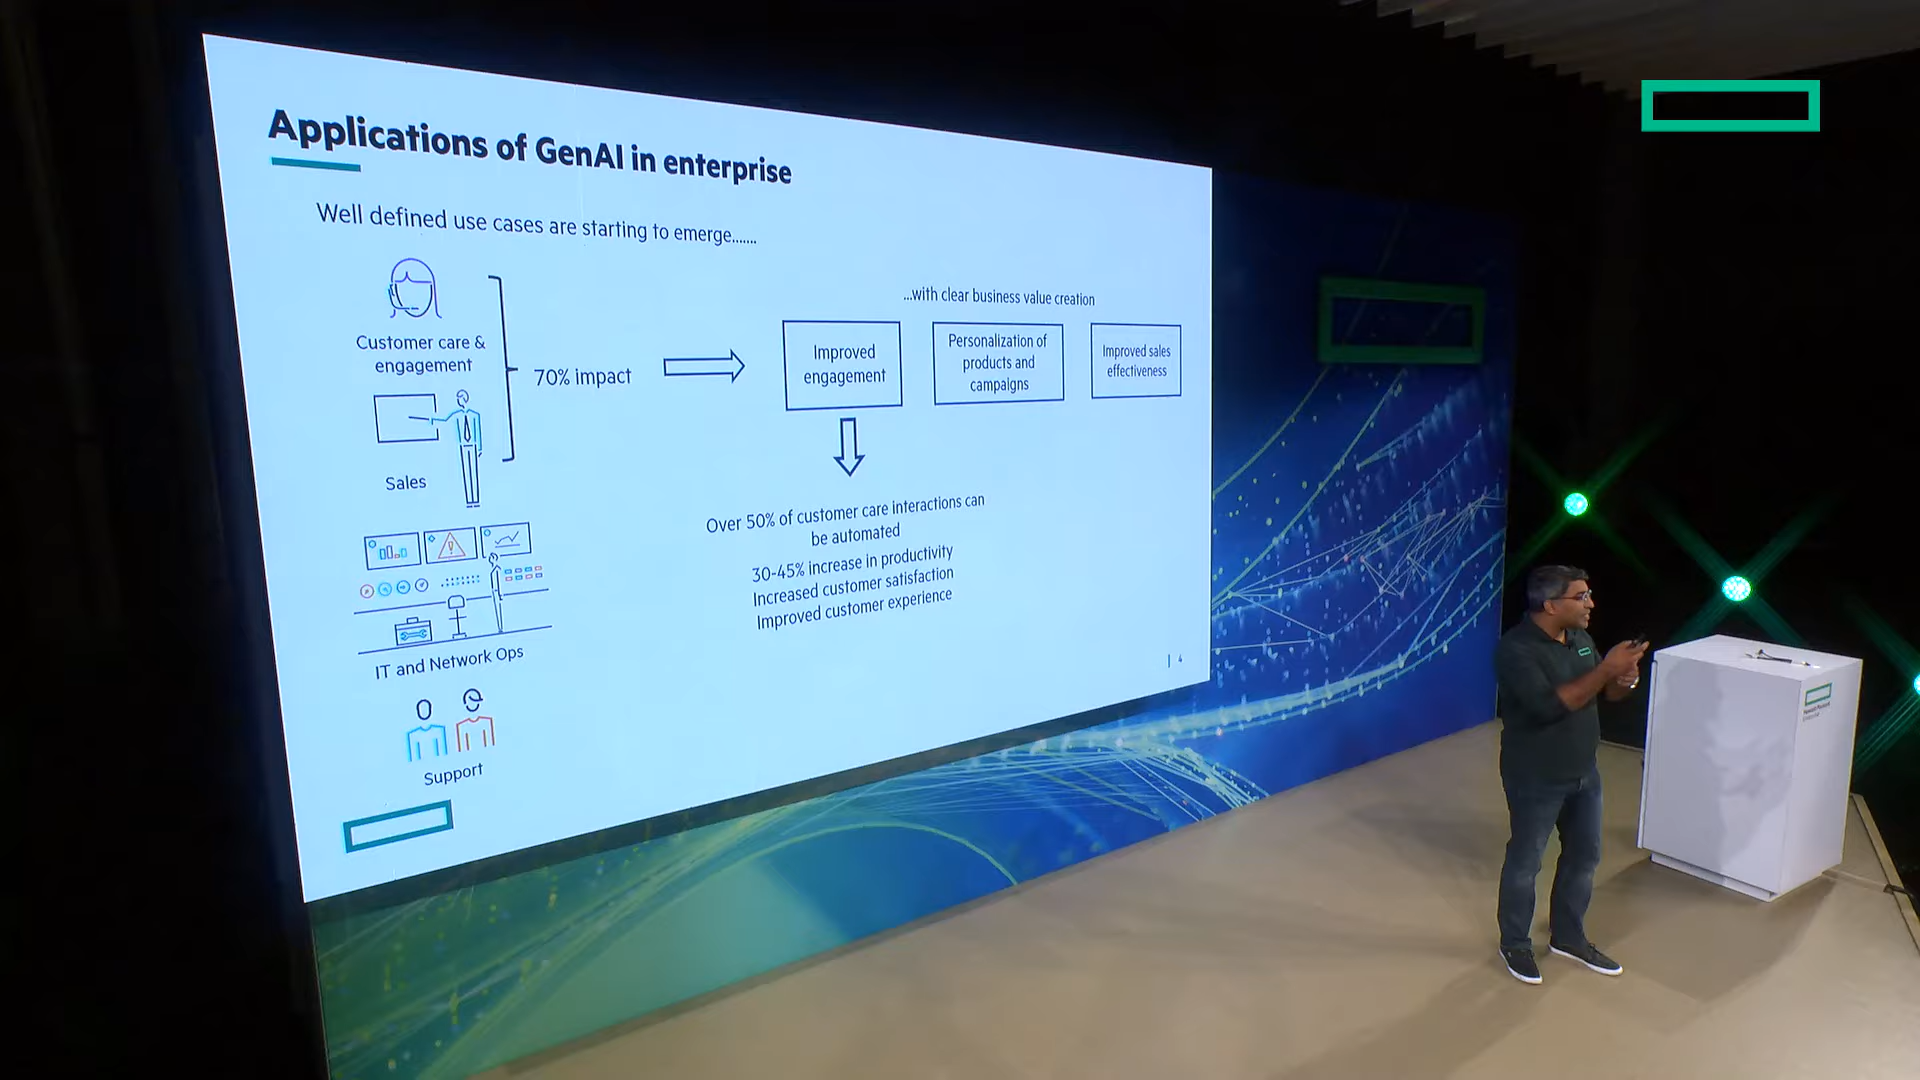 Applications of GenAI in enterprise
Well defined use cases are starting to emerge.......
Customer care &
engagement
Sales
70% impact
...with clear business value creation
Improved
engagement
Personalization of
products and
campaigns
Improved sales
effectiveness
Over 50% of customer care interactions can
be automated
30-45% increase in productivity
Increased customer satisfaction
Improved customer experience
IT and Network Ops
Support
| 4
Hewlett Packard
Enterprise